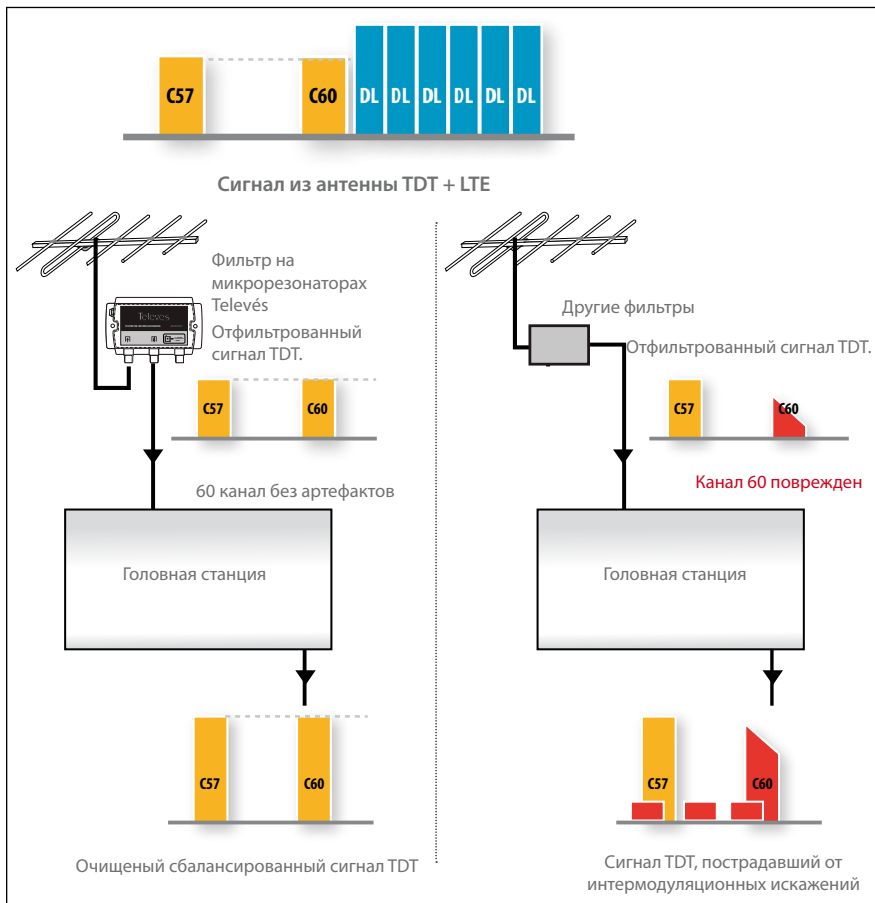 C57
C60
DL DL DL DL DL DL
Сигнал из антенны TDT + LTE
Фильтр на
микрорезонаторах
Televés
Televes
Отфильтрованный
сигнал TDT.
C57
C60
60 канал без артефактов
Головная станция
C57
C60
Очищеный сбалансированный сигнал TDT
Другие фильтры
Отфильтрованный сигнал TDT.
C57
C60
Канал 60 поврежден
Головная станция
C57
C60
Сигнал TDT, пострадавший от
интермодуляционных искажений